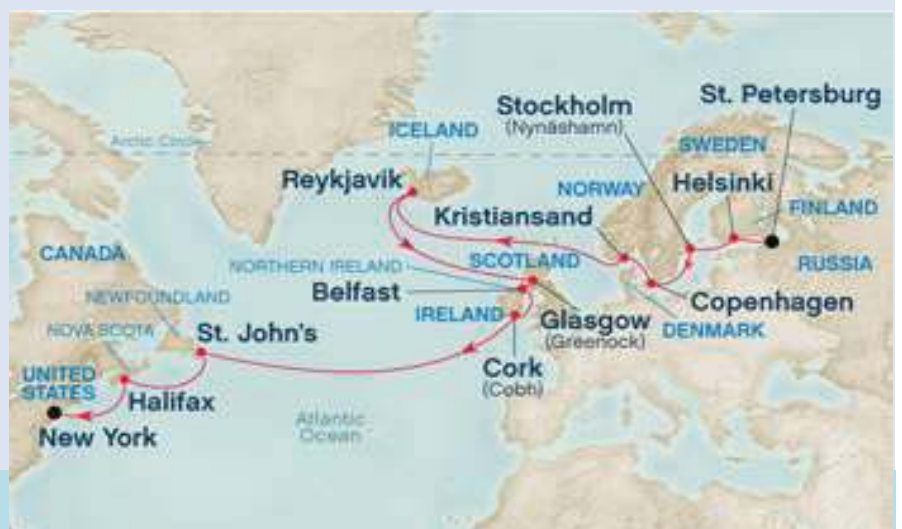 St. Petersburg
Stockholm
(Nynäshamn)
Arctic Circle
ICELAND
SWEDEN
Reykjavik
NORWAY
Helsinki
Kristiansand
FINLAND
CANADA
NORTHERN IRELAND
SCOTLAND
RUSSIA
NEWFOUNDLAND
Belfast
Copenhagen
NOVA SCOTA
St. John's
IRELAND
Glasgow
(Greenock)
DENMARK
UNITED
STATES
Halifax
Cork
(Cobh)
New York
Atlantic
Ocean